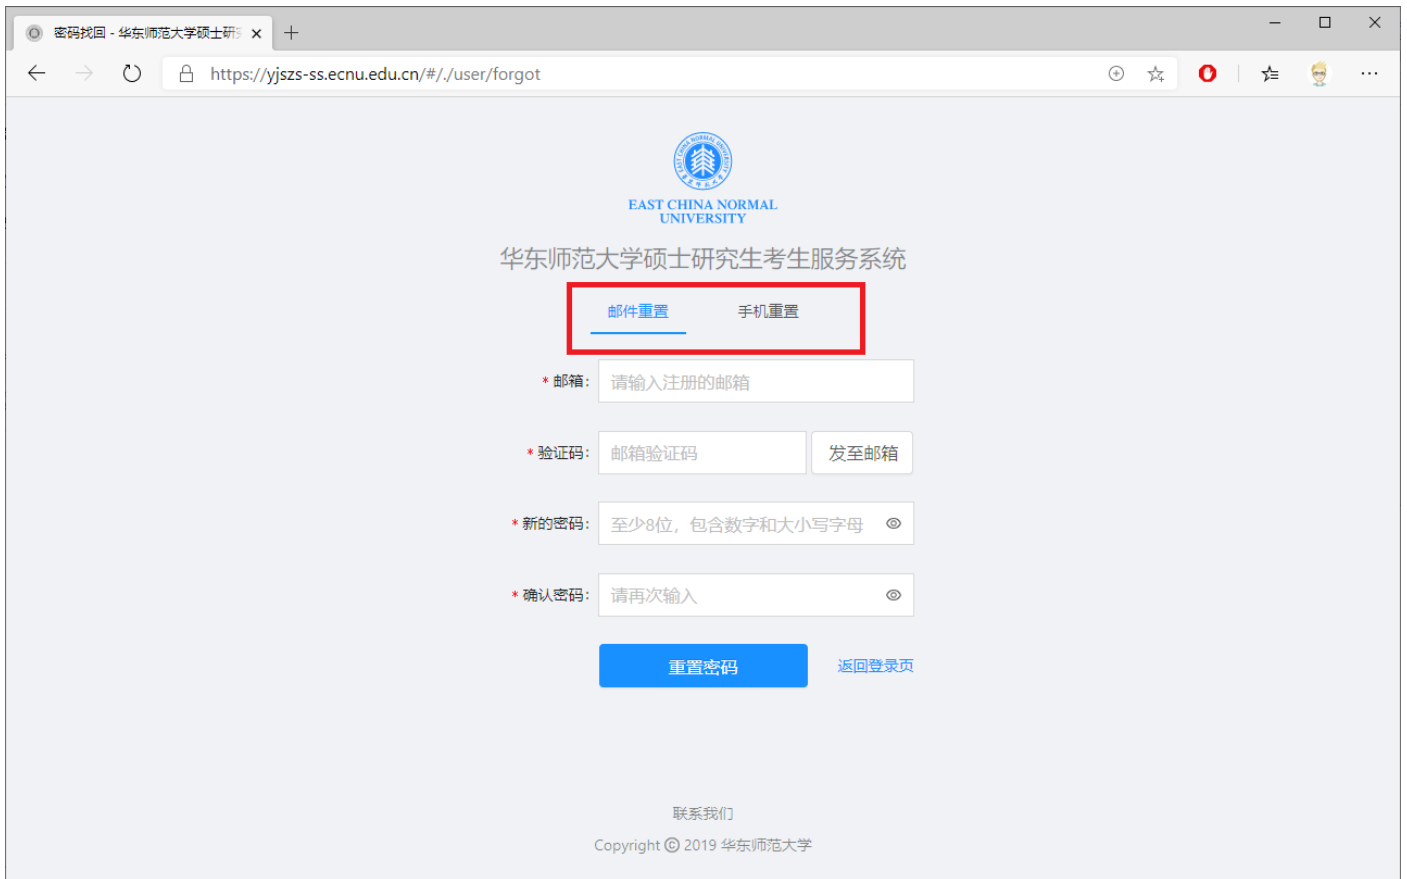 密码找回 - 华东师范大学硕士研
https://yjszs-ss.ecnu.edu.cn/#/./user/forgot
EAST CHINA NORMAL UNIVERSITY
EAST CHINA NORMAL
UNIVERSITY
华东师范大学硕士研究生考生服务系统
邮件重置 手机重置
* 邮箱: 请输入注册的邮箱
* 验证码: 邮箱验证码 发至邮箱
* 新的密码: 至少8位，包含数字和大小写字母
* 确认密码: 请再次输入
重置密码 返回登录页
联系我们
Copyright © 2019 华东师范大学